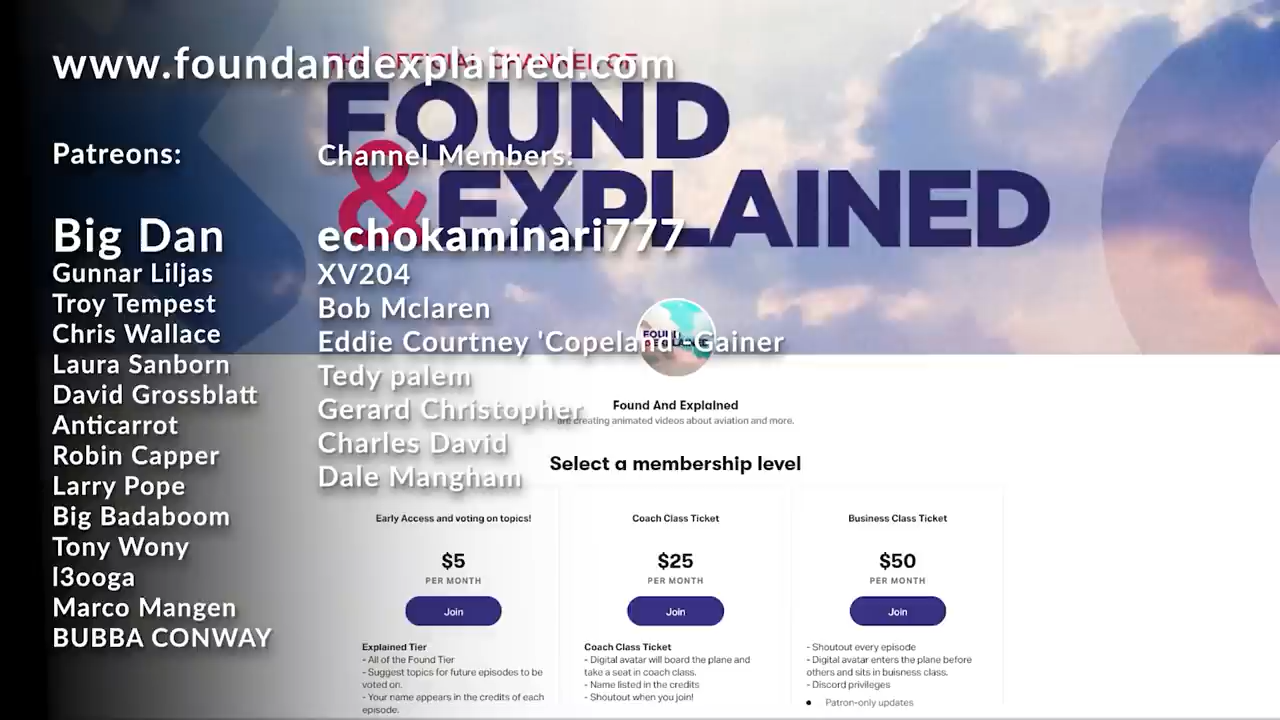 www.foundandexplained.com
THE OFFICIAL CHANNEL OF
FOUND
& EXPLAINED
Patreons:
Big Dan
Gunnar Liljas
Troy Tempest
Chris Wallace
Laura Sanborn
David Grossblatt
Anticarrot
Robin Capper
Larry Pope
Big Badaboom
Tony Wony
l3ooga
Marco Mangen
BUBBA CONWAY
Channel Members:
echokaminari777
XV204
Bob Mclaren
Eddie Courtney 'Copeland' Gainer
Tedy palem
Gerard Christopher
Charles David
Dale Mangham
Found And Explained
are creating animated videos about aviation and more.
Select a membership level
Early Access and voting on topics!
$5
PER MONTH
Join
Explained Tier
- All of the Found Tier
- Suggest topics for future episodes to be
voted on.
- Your name appears in the credits of each
episode.
Coach Class Ticket
$25
PER MONTH
Join
Coach Class Ticket
- Digital avatar will board the plane and
take a seat in coach class.
- Name listed in the credits
- Shoutout when you join!
Business Class Ticket
$50
PER MONTH
Join
- Shoutout every episode
- Digital avatar enters the plane before
others and sits in buisness class.
- Discord privileges
• Patron-only updates